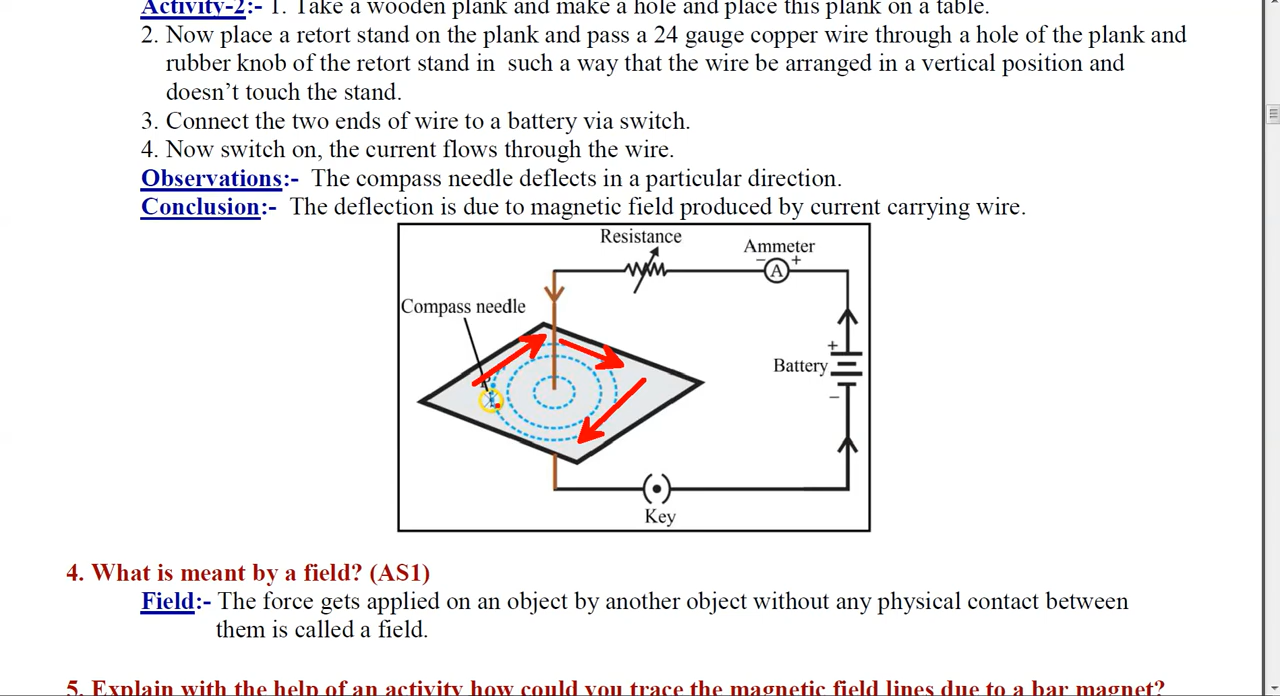 Activity-2:- 1. Take a wooden plank and make a hole and place this plank on a table.
2. Now place a retort stand on the plank and pass a 24 gauge copper wire through a hole of the plank and
rubber knob of the retort stand in such a way that the wire be arranged in a vertical position and
doesn't touch the stand.
3. Connect the two ends of wire to a battery via switch.
4. Now switch on, the current flows through the wire.
Observations:- The compass needle deflects in a particular direction.
Conclusion:- The deflection is due to magnetic field produced by current carrying wire.
Resistance
Ammeter
− +
A
Compass needle
+
Battery
−
Key
4. What is meant by a field? (AS1)
Field:- The force gets applied on an object by another object without any physical contact between
them is called a field.
5. Explain with the help of an activity how could you trace the magnetic field lines due to a bar magnet?